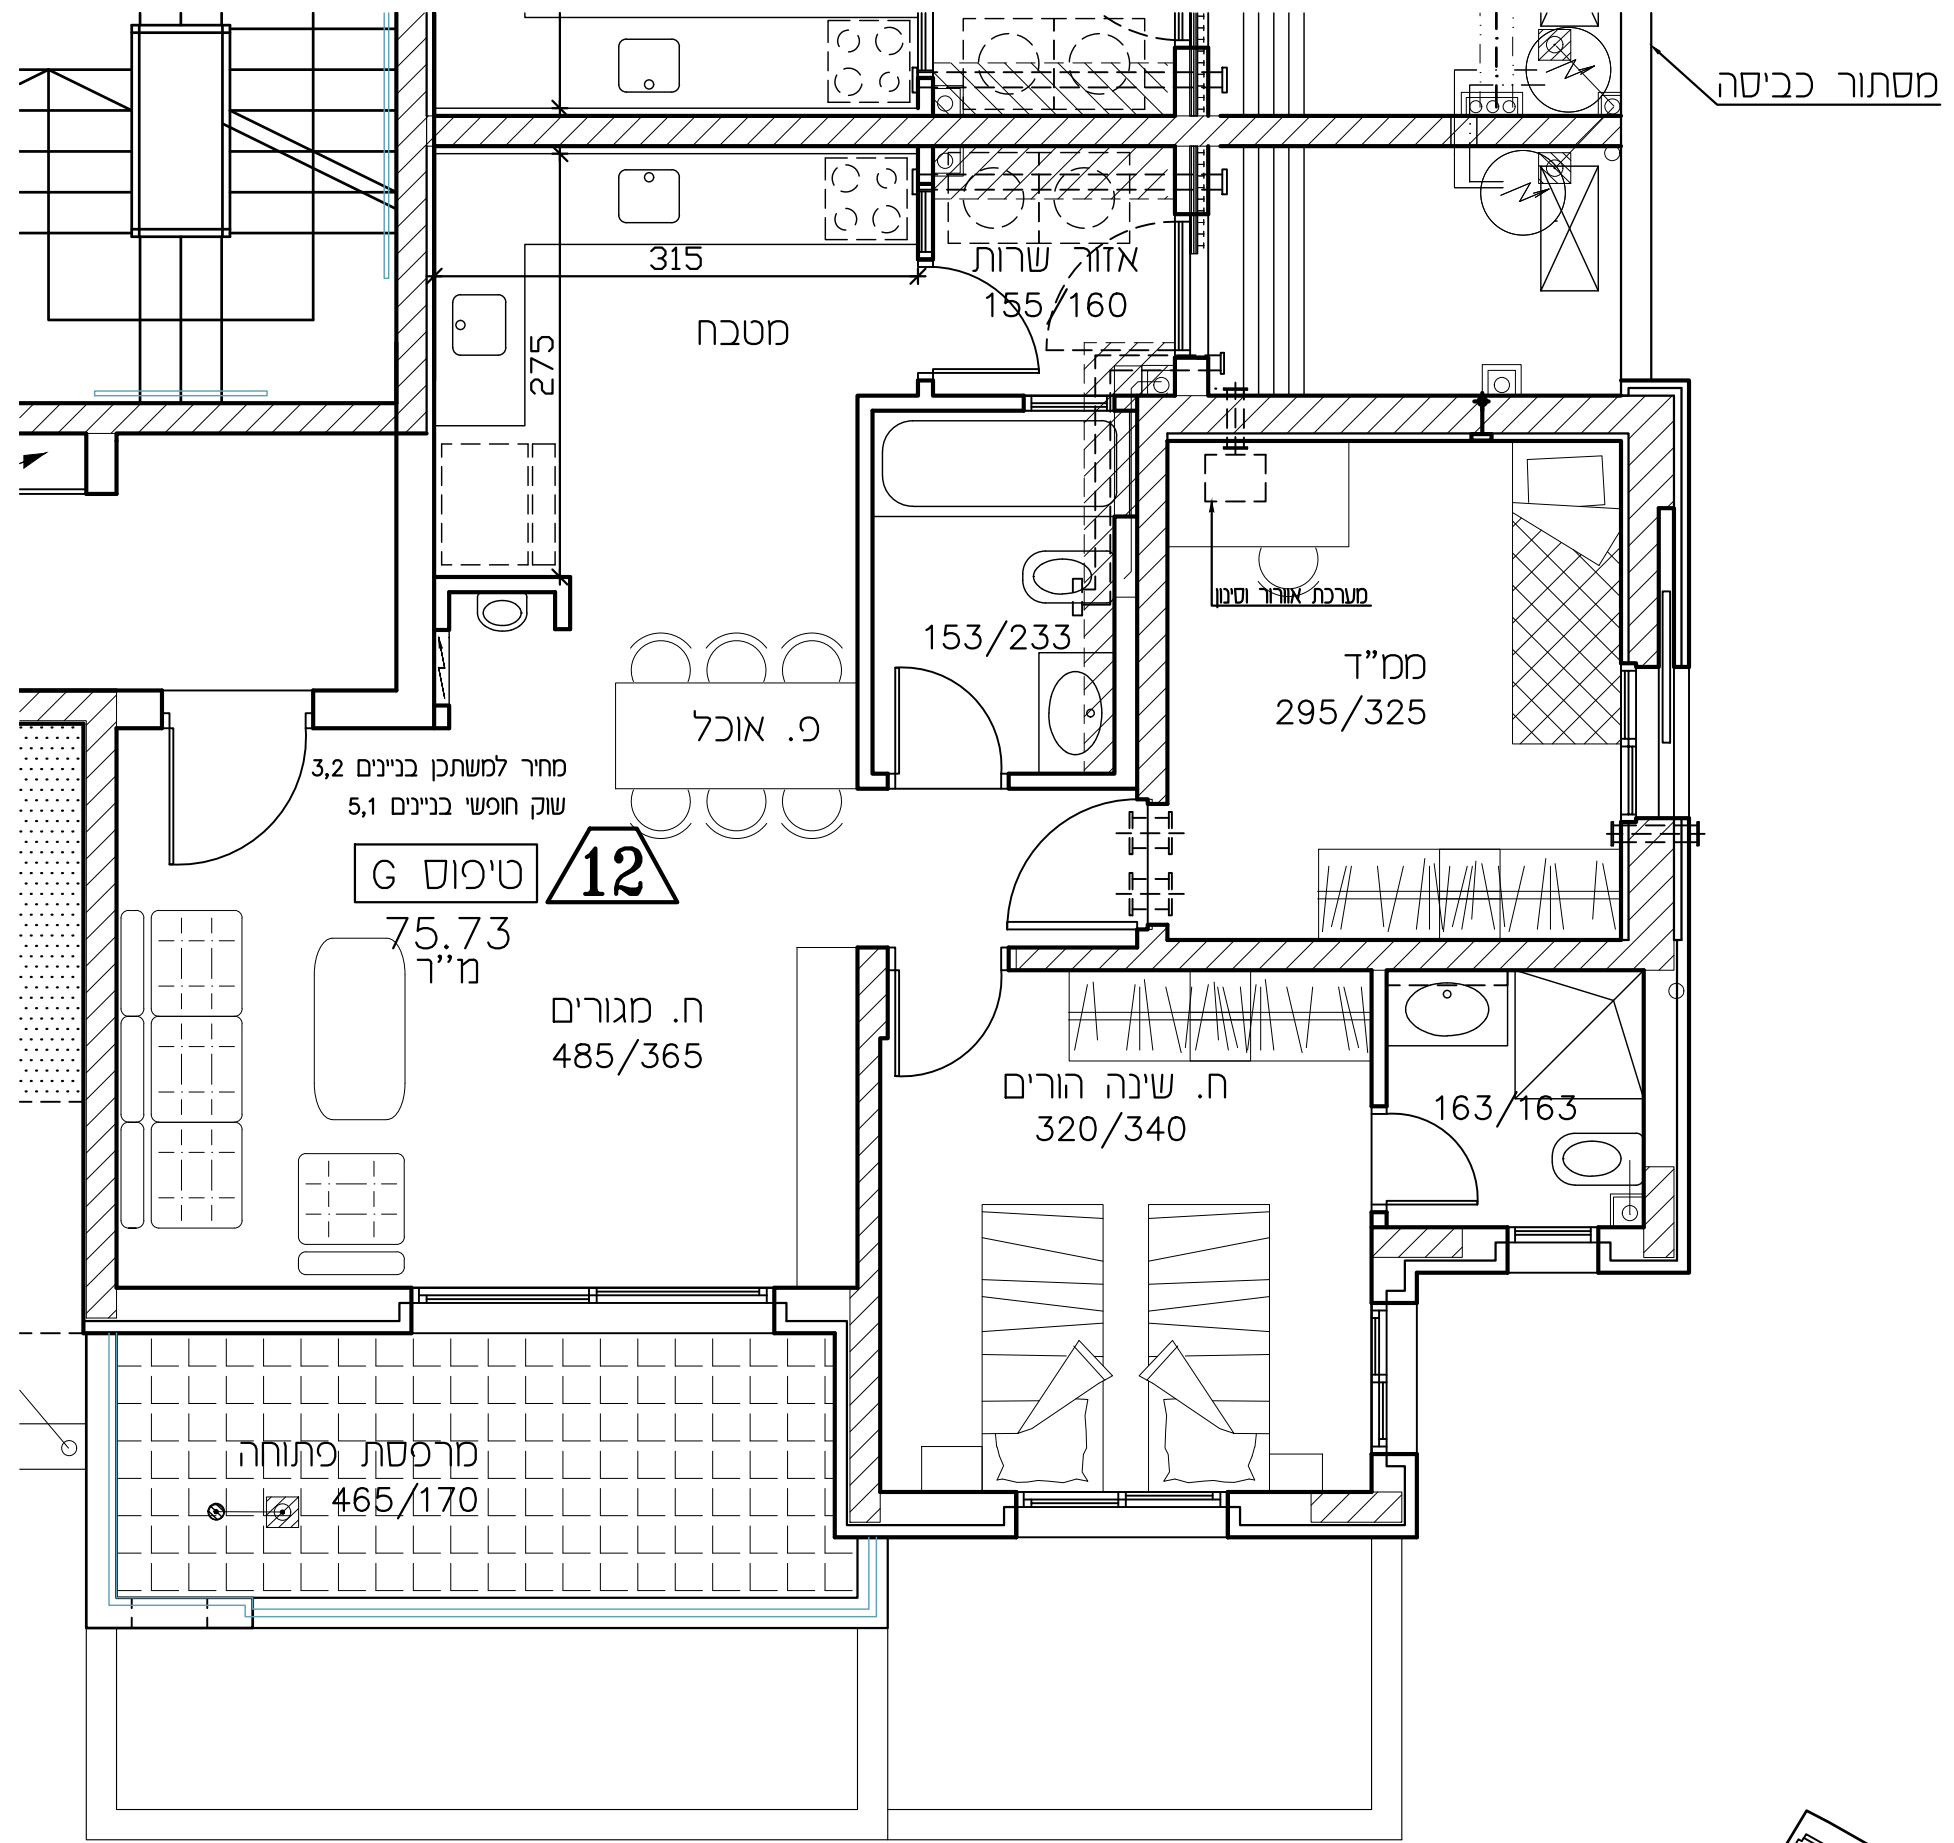 מסתור כביסה
315
אזור שרות
155/160
מטבח
275
מערכת אוורור וסינון
153/233
ממ"ד
295/325
פ. אוכל
מחיר למשתכן בניינים 3,2
שוק חופשי בניינים 5,1
טיפוס G
12
75.73
מ"ר
ח. מגורים
485/365
ח. שינה הורים
320/340
163/163
מרפסת פתוחה
465/170